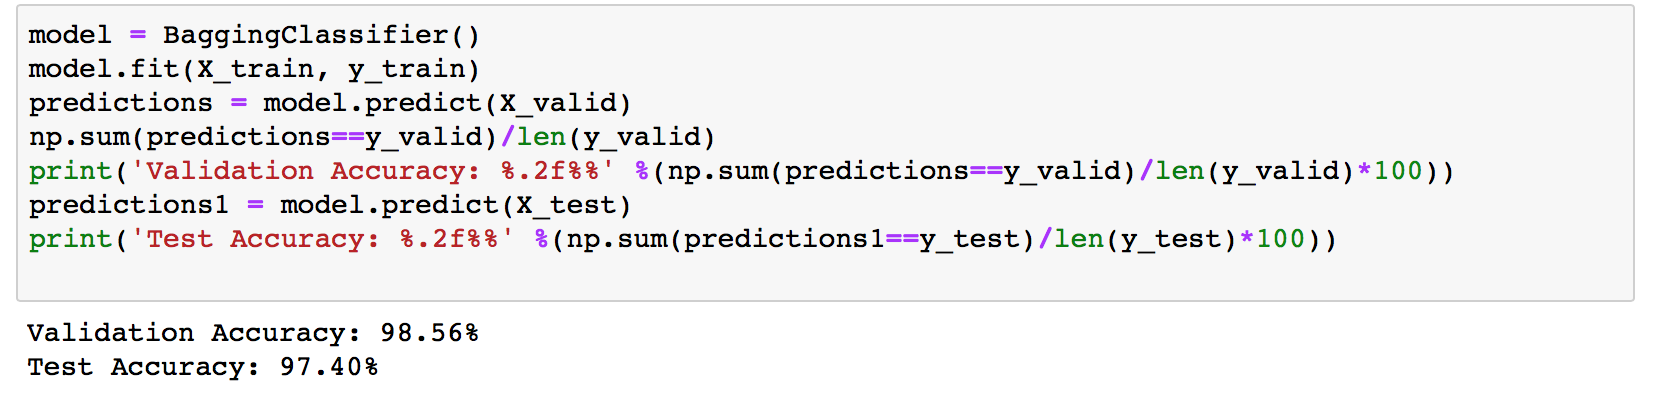 model = BaggingClassifier()
model.fit(X_train, y_train)
predictions = model.predict(X_valid)
np.sum(predictions==y_valid)/len(y_valid)
print('Validation Accuracy: %.2f%%' %(np.sum(predictions==y_valid)/len(y_valid)*100))
predictions1 = model.predict(X_test)
print('Test Accuracy: %.2f%%' %(np.sum(predictions1==y_test)/len(y_test)*100))
Validation Accuracy: 98.56%
Test Accuracy: 97.40%